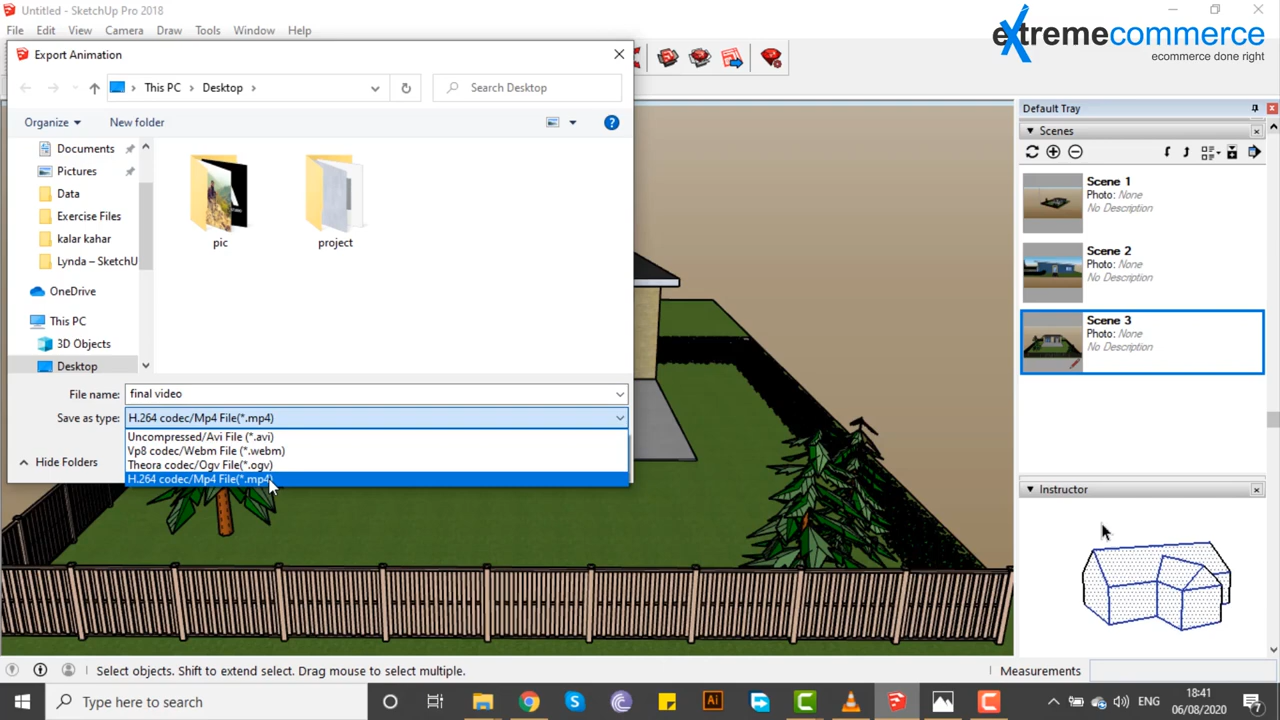 Untitled - SketchUp Pro 2018
File Edit View Camera Draw Tools Window Help
extremecommerce
ecommerce done right
Export Animation
This PC > Desktop >
Search Desktop
Organize
New folder
Documents
Pictures
Data
Exercise Files
kalar kahar
Lynda – SketchU
OneDrive
This PC
3D Objects
Desktop
pic
project
File name: final video
Save as type: H.264 codec/Mp4 File(*.mp4)
Uncompressed/Avi File (*.avi)
Vp8 codec/Webm File (*.webm)
Theora codec/Ogv File(*.ogv)
H.264 codec/Mp4 File(*.mp4)
Hide Folders
Default Tray
Scenes
Scene 1
Photo: None
No Description
Scene 2
Photo: None
No Description
Scene 3
Photo: None
No Description
Instructor
Select objects. Shift to extend select. Drag mouse to select multiple.
Measurements
Type here to search
Ai
ENG
18:41
06/08/2020
7